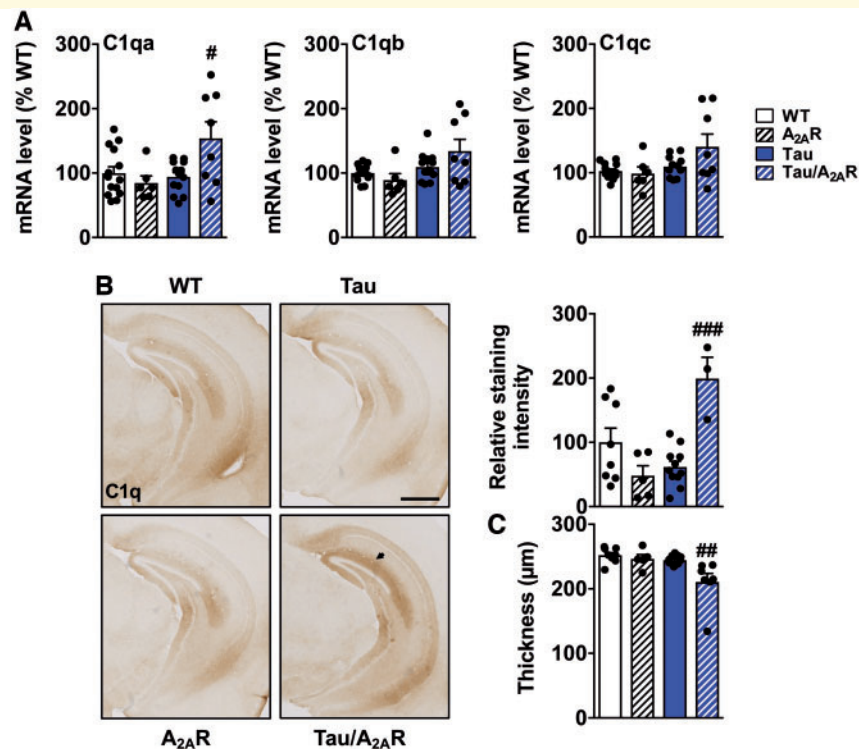 A
C1qa
#
300
200
100
0
mRNA level (% WT)
C1qb
300
200
100
0
mRNA level (% WT)
C1qc
300
200
100
0
mRNA level (% WT)
WT
A2AR
Tau
Tau/A2AR
B
WT
Tau
C1q
A2AR
Tau/A2AR
###
300
200
100
0
Relative staining
intensity
C
##
300
200
100
0
Thickness (µm)